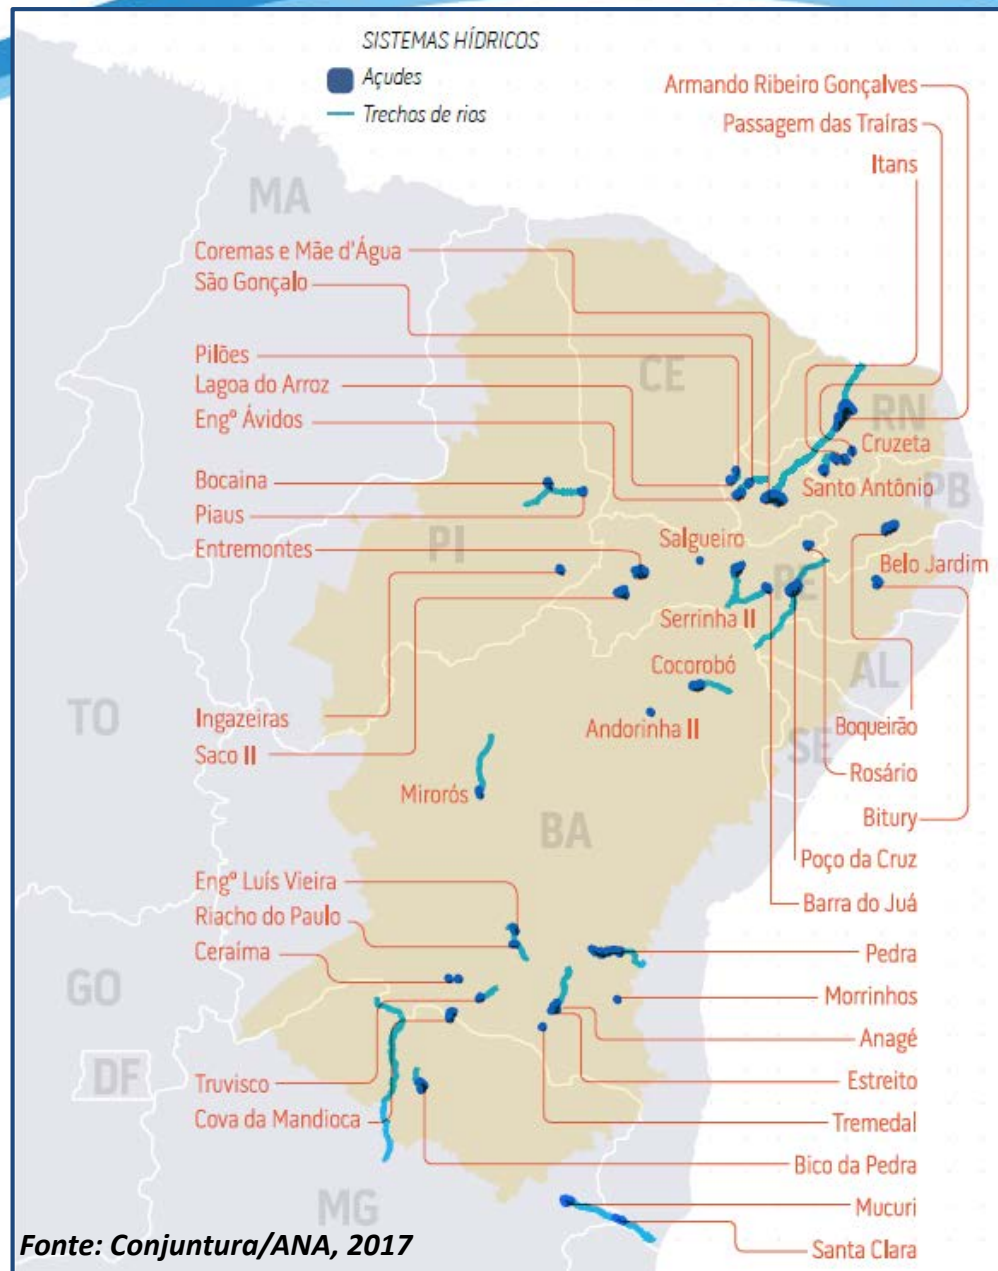 SISTEMAS HÍDRICOS
Açudes
Trechos de rios
Armando Ribeiro Gonçalves
Passagem das Traíras
Itans
MA
Coremas e Mãe d'Água
São Gonçalo
Pilões
Lagoa do Arroz
Engº Ávidos
CE
RN
Cruzeta
Santo Antônio
PB
Bocaina
Piaus
Entremontes
PI
Salgueiro
PE
Belo Jardim
Serrinha II
Cocorobó
AL
TO
Ingazeiras
Saco II
Andorinha II
SE
Boqueirão
Rosário
Mirorós
BA
Bitury
Poço da Cruz
Barra do Juá
Engº Luís Vieira
Riacho do Paulo
Ceraíma
Pedra
GO
Morrinhos
Anagé
DF
Truvisco
Cova da Mandioca
Estreito
Tremedal
Bico da Pedra
MG
Mucuri
Santa Clara
Fonte: Conjuntura/ANA, 2017